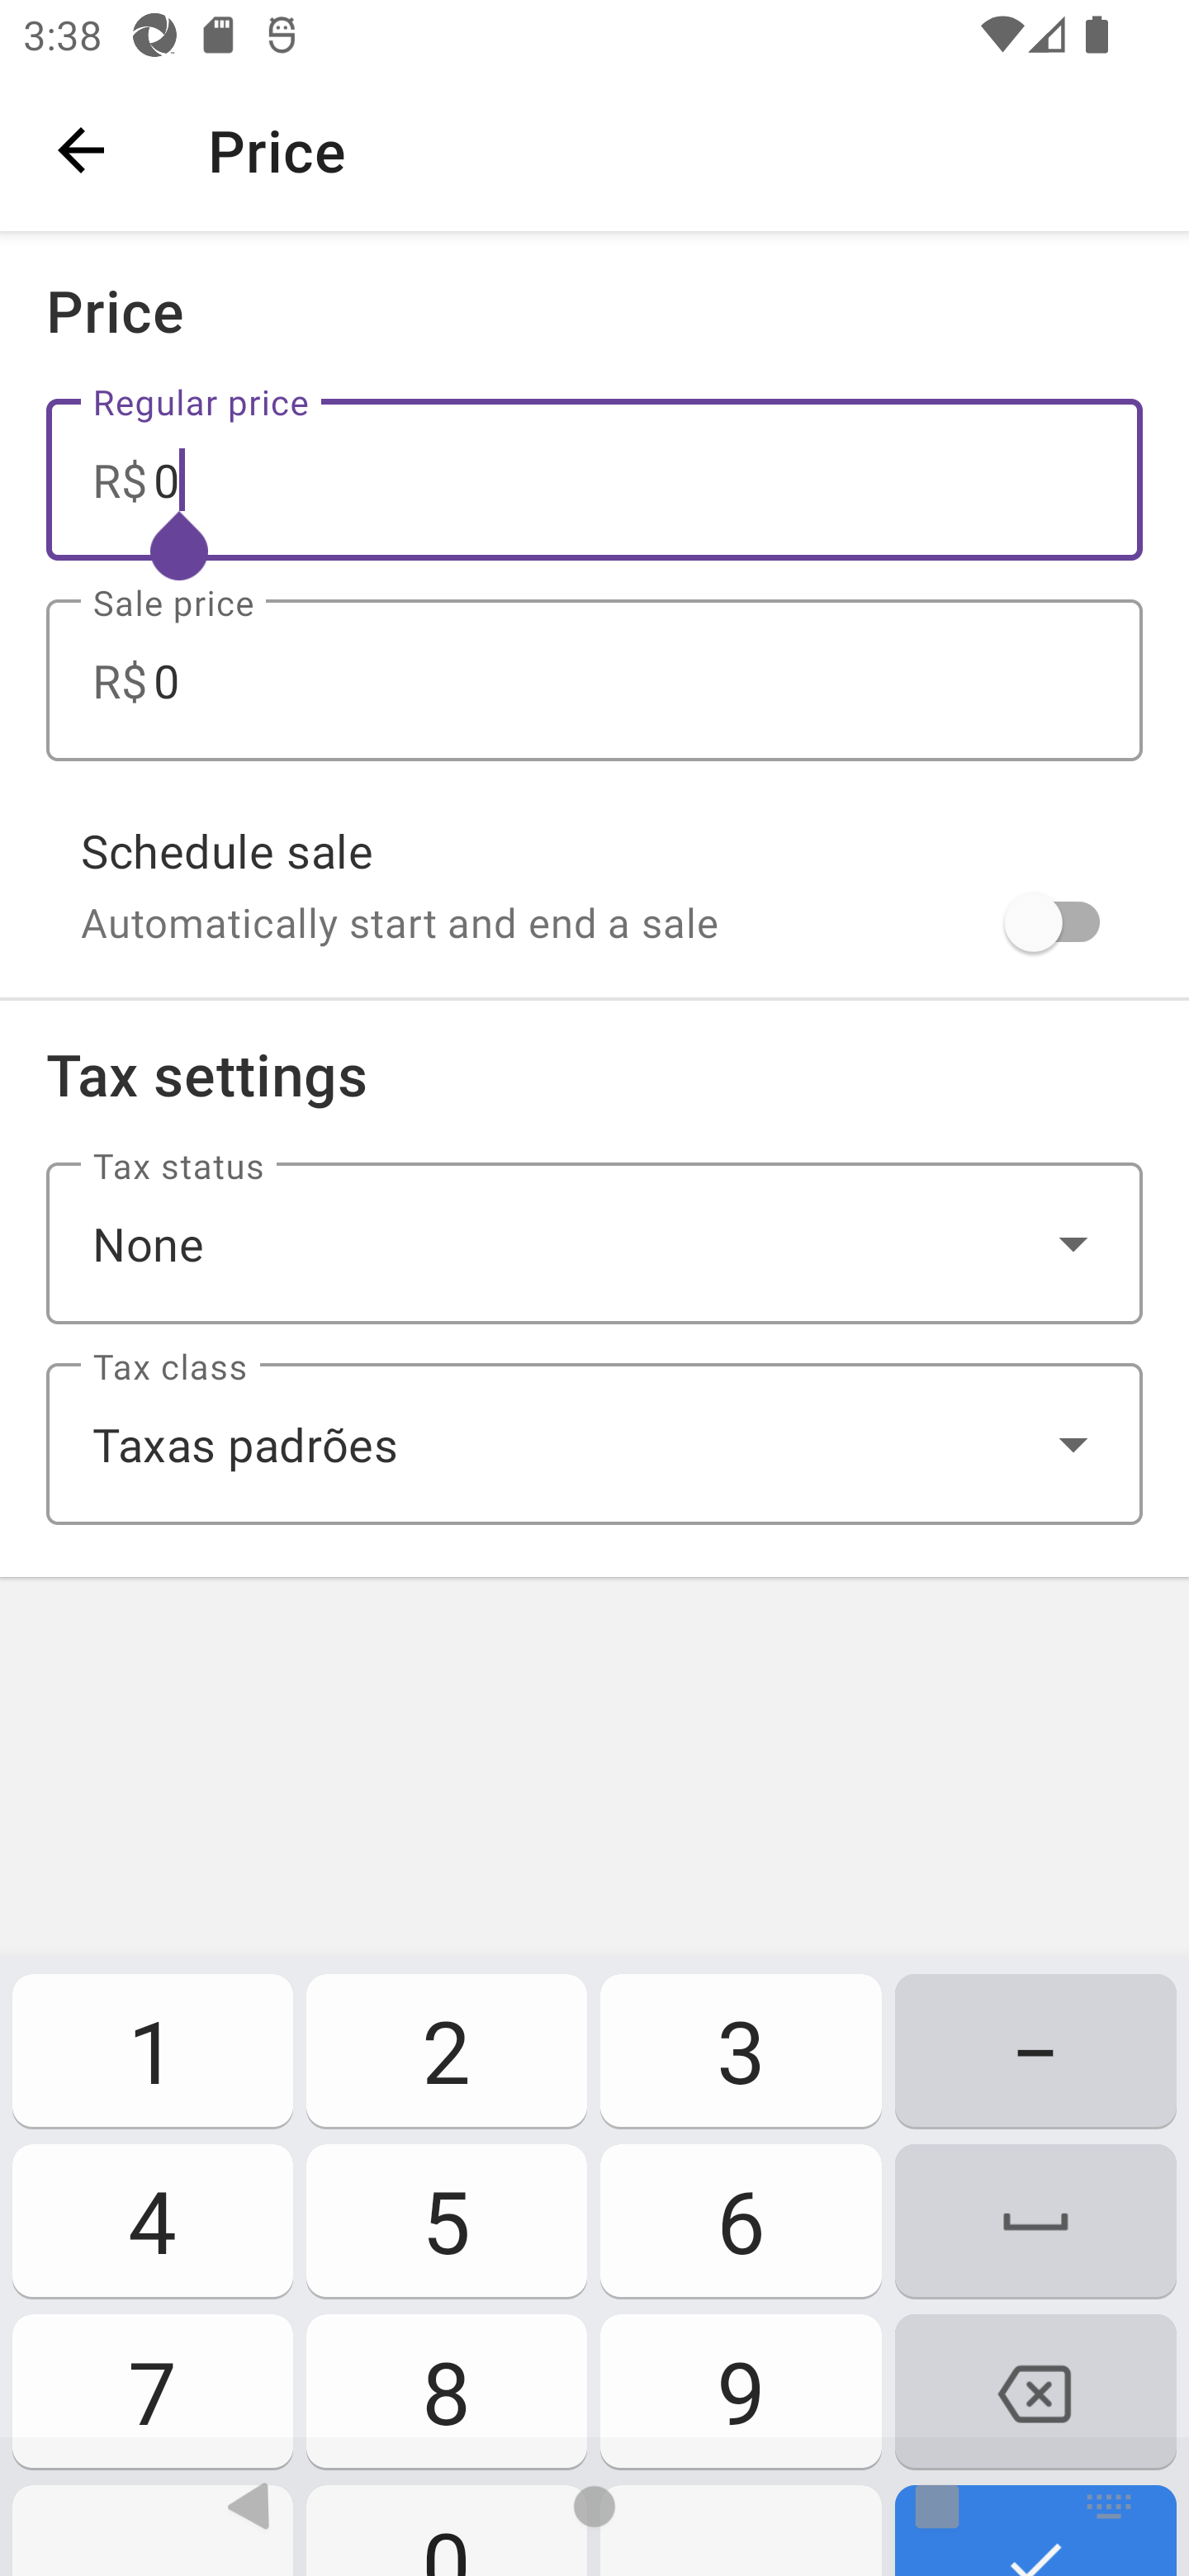 3:38
Price
Price
Regular price
R$ 0
Sale price
R$ 0
Schedule sale
Automatically start and end a sale
Tax settings
Tax status
None
Tax class
Taxas padrões
1 2 3 –
4 5 6
7 8 9
0